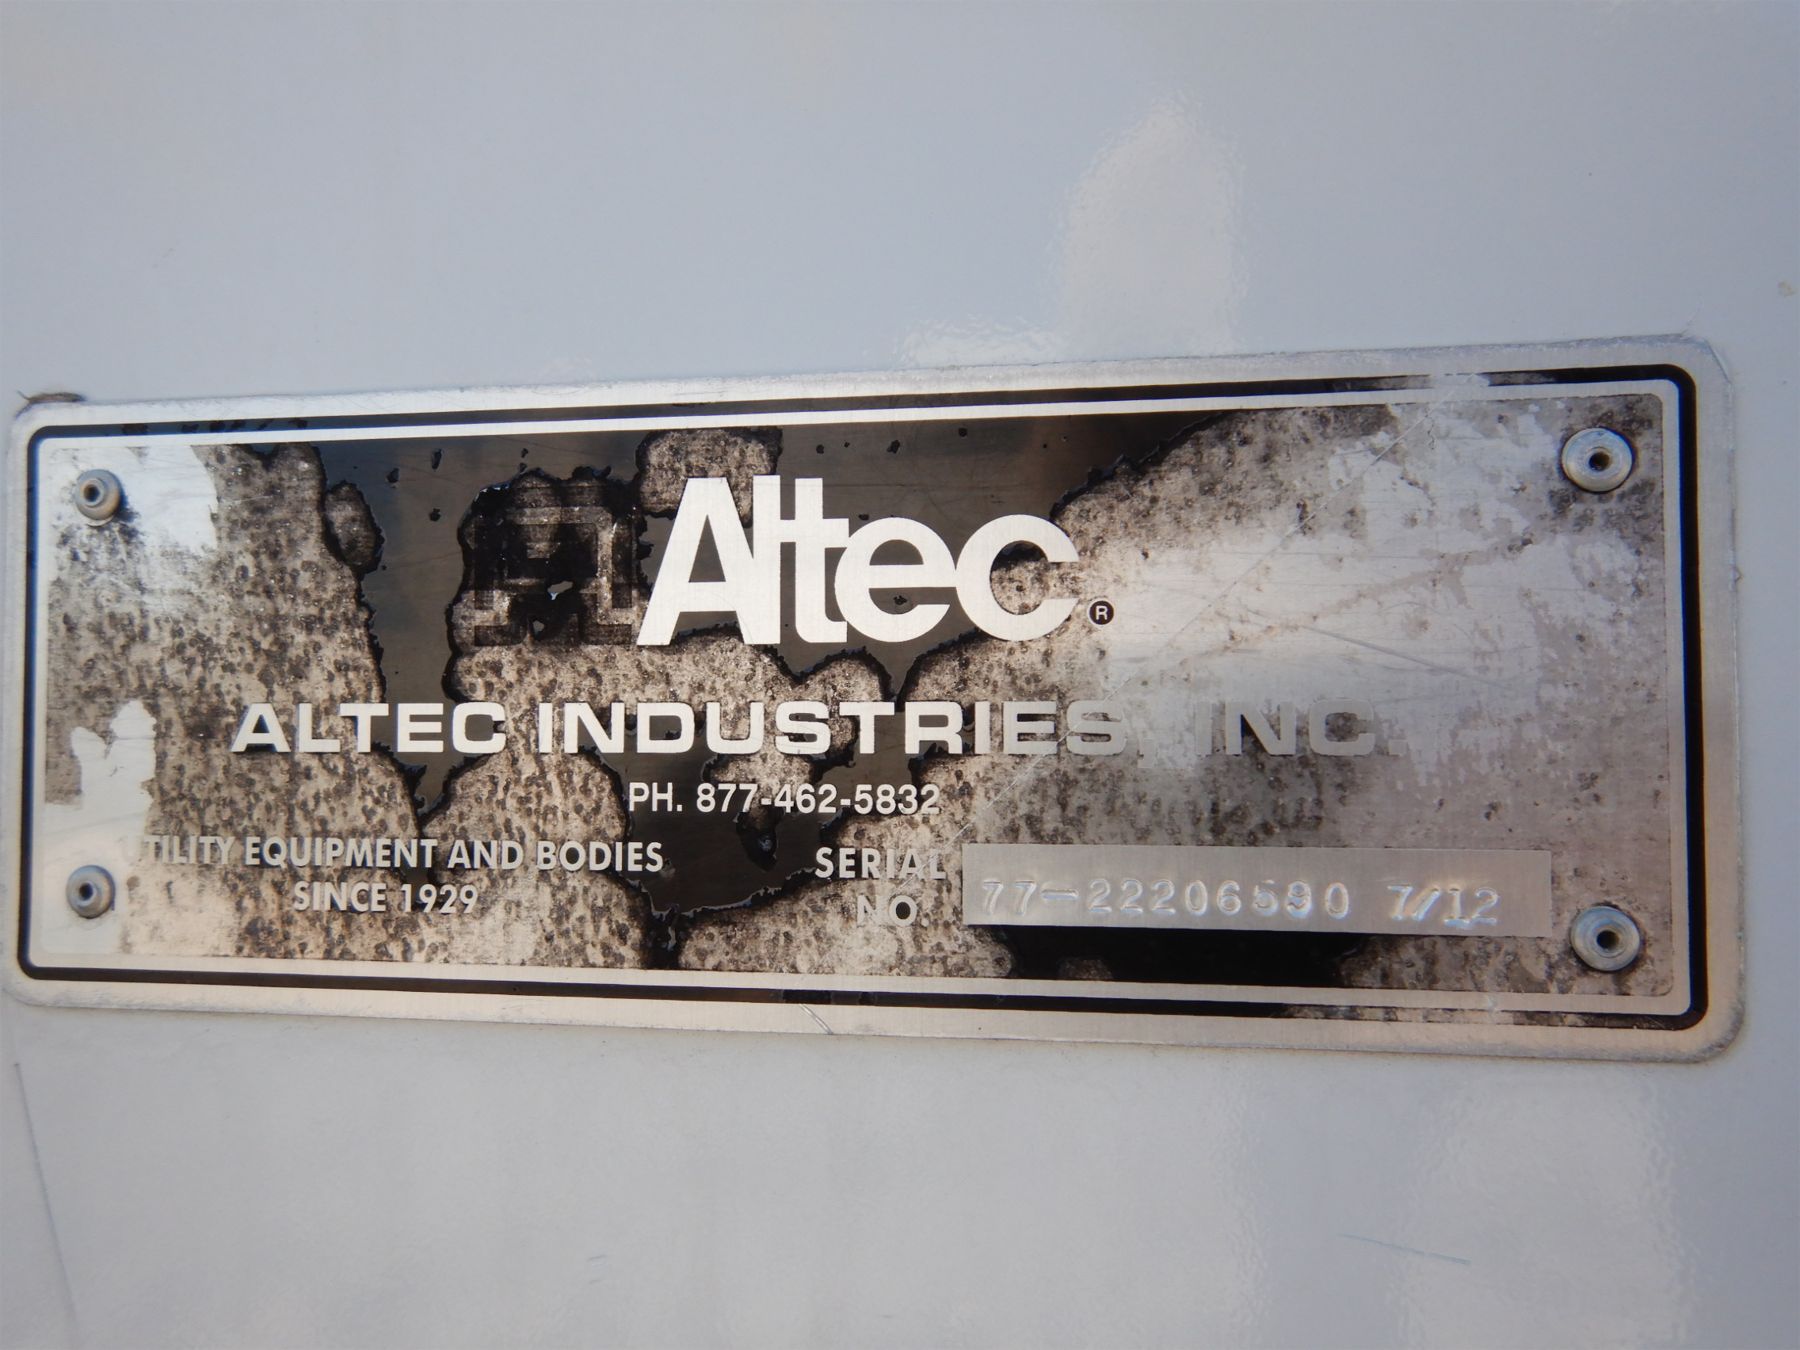 Altec®
ALTEC INDUSTRIES, INC.
PH. 877-462-5832
TILITY EQUIPMENT AND BODIES
SINCE 1929
SERIAL
NO
77-22206590 7/12